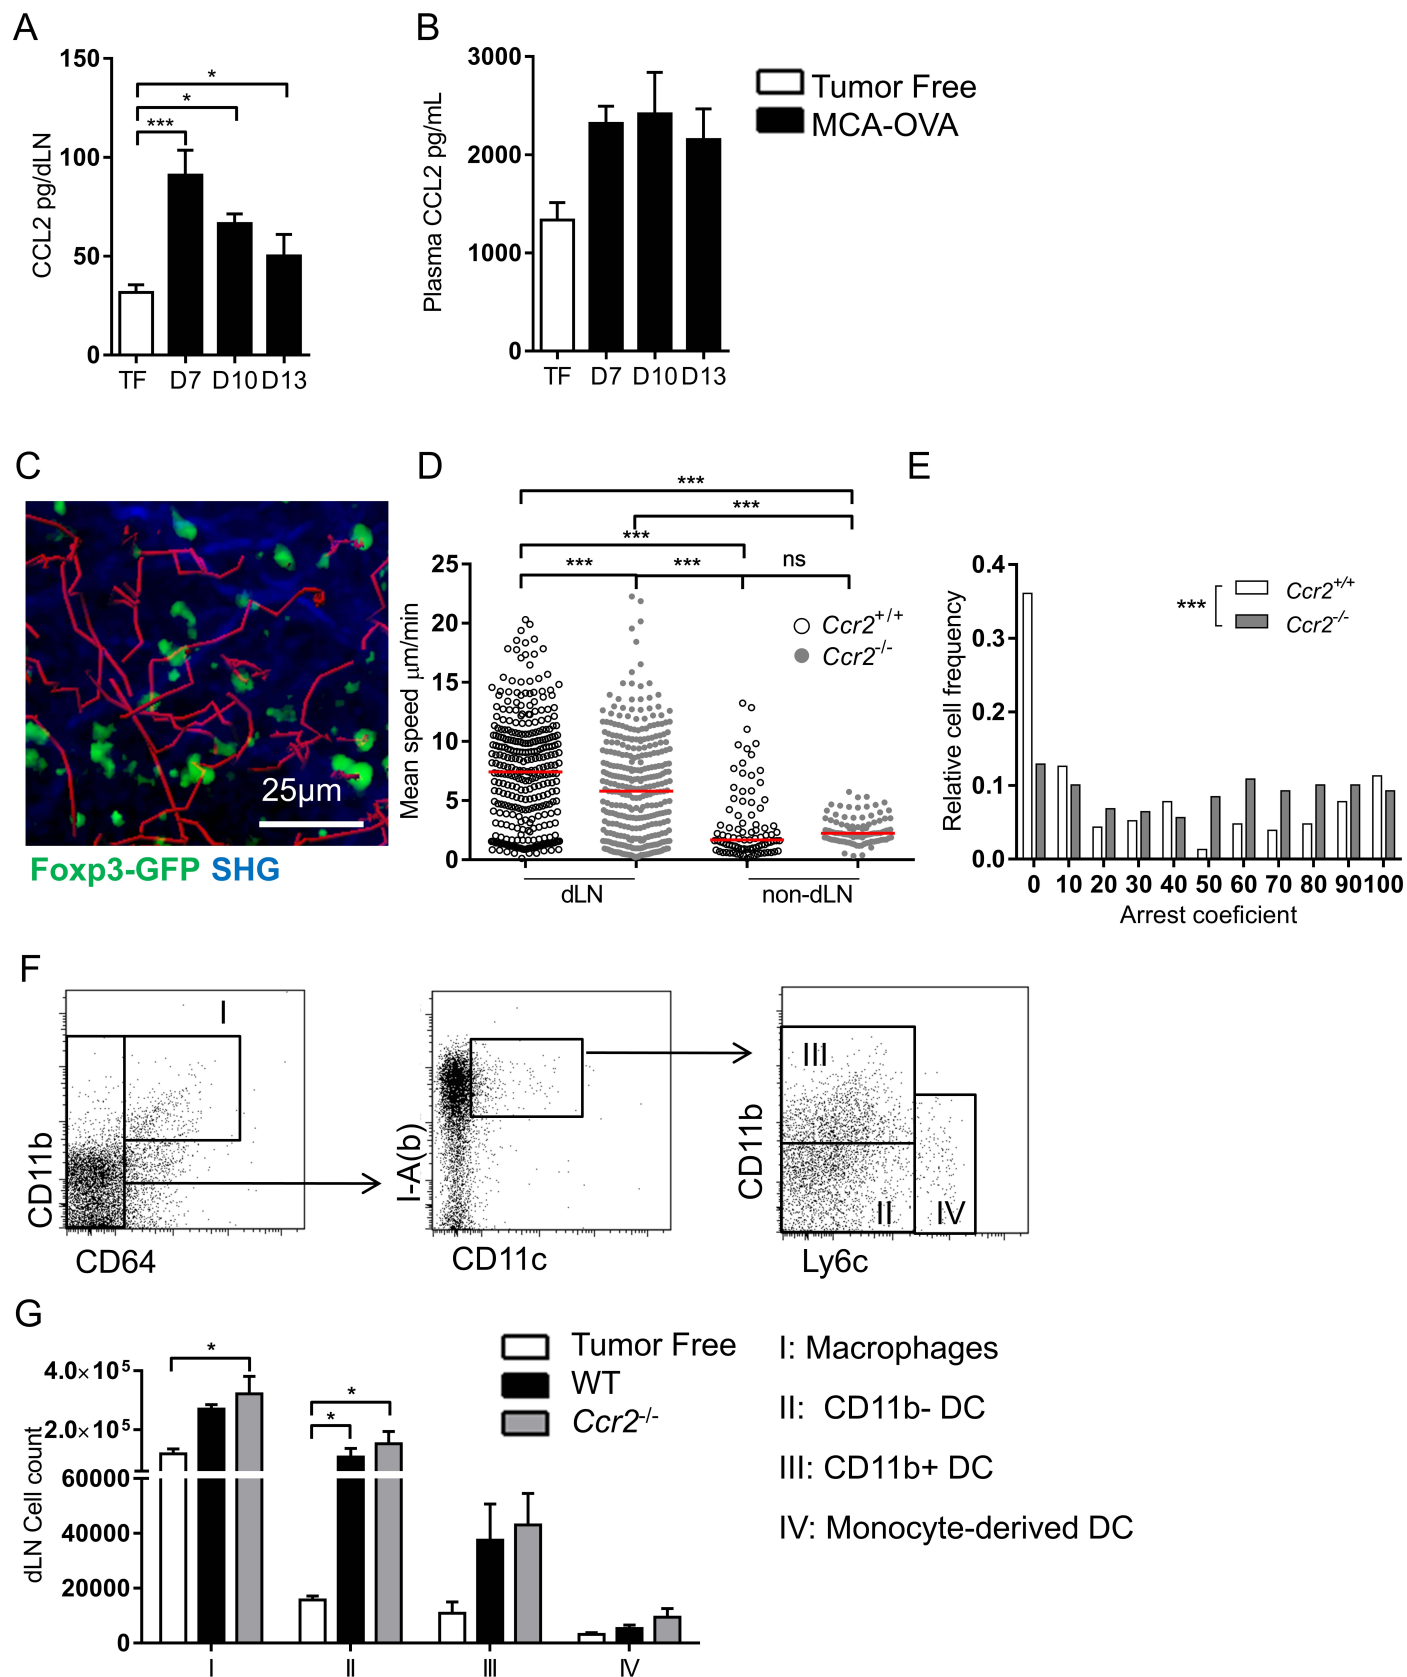 A
150
100
50
0
CCL2 pg/dLN
*
*
***
TF D7 D10 D13
B
3000
2000
1000
0
Plasma CCL2 pg/mL
TF D7 D10 D13
Tumor Free
MCA-OVA
C
25µm
Foxp3-GFP SHG
D
***
***
***
*** *** ns
25
20
15
10
5
0
Mean speed µm/min
Ccr2+/+
Ccr2-/-
dLN non-dLN
E
0.4
0.3
0.2
0.1
0.0
Relative cell frequency
*** Ccr2+/+
Ccr2-/-
0 10 20 30 40 50 60 70 80 90 100
Arrest coeficient
F
I
CD11b
CD64
I-A(b)
CD11c
III
II
IV
CD11b
Ly6c
G
4.0×10⁵
2.0×10⁵
60000
40000
20000
0
dLN Cell count
*
*
*
I II III IV
Tumor Free
WT
Ccr2-/-
I: Macrophages
II: CD11b- DC
III: CD11b+ DC
IV: Monocyte-derived DC